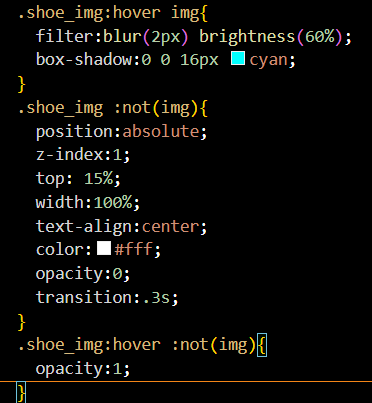 .shoe_img:hover img{
filter:blur(2px) brightness(60%);
box-shadow:0 0 16px cyan;
}
.shoe_img :not(img){
position:absolute;
z-index:1;
top: 15%;
width:100%;
text-align:center;
color:#fff;
opacity:0;
transition:.3s;
}
.shoe_img:hover :not(img){
opacity:1;
}